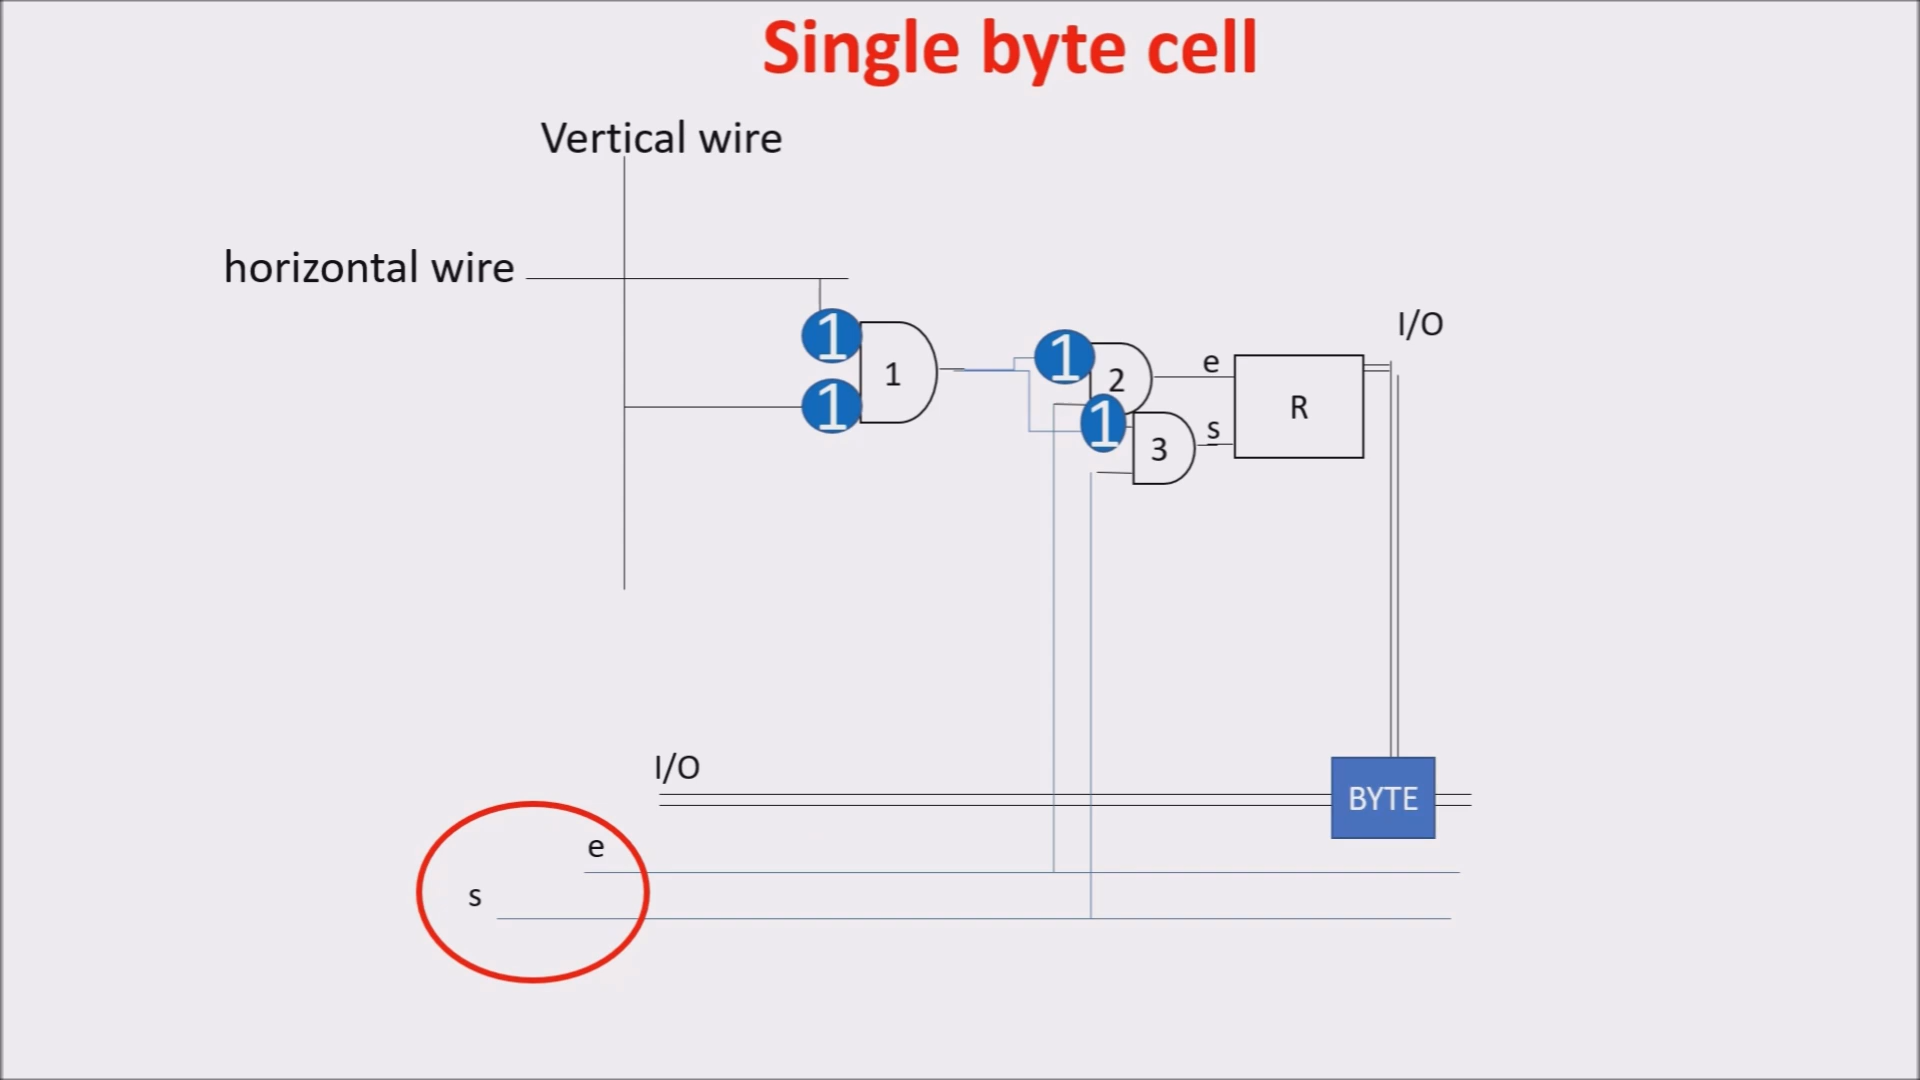 Single byte cell
Vertical wire
horizontal wire
I/O
1
1
1
1
1
2
3
e
s
R
I/O
BYTE
e
s